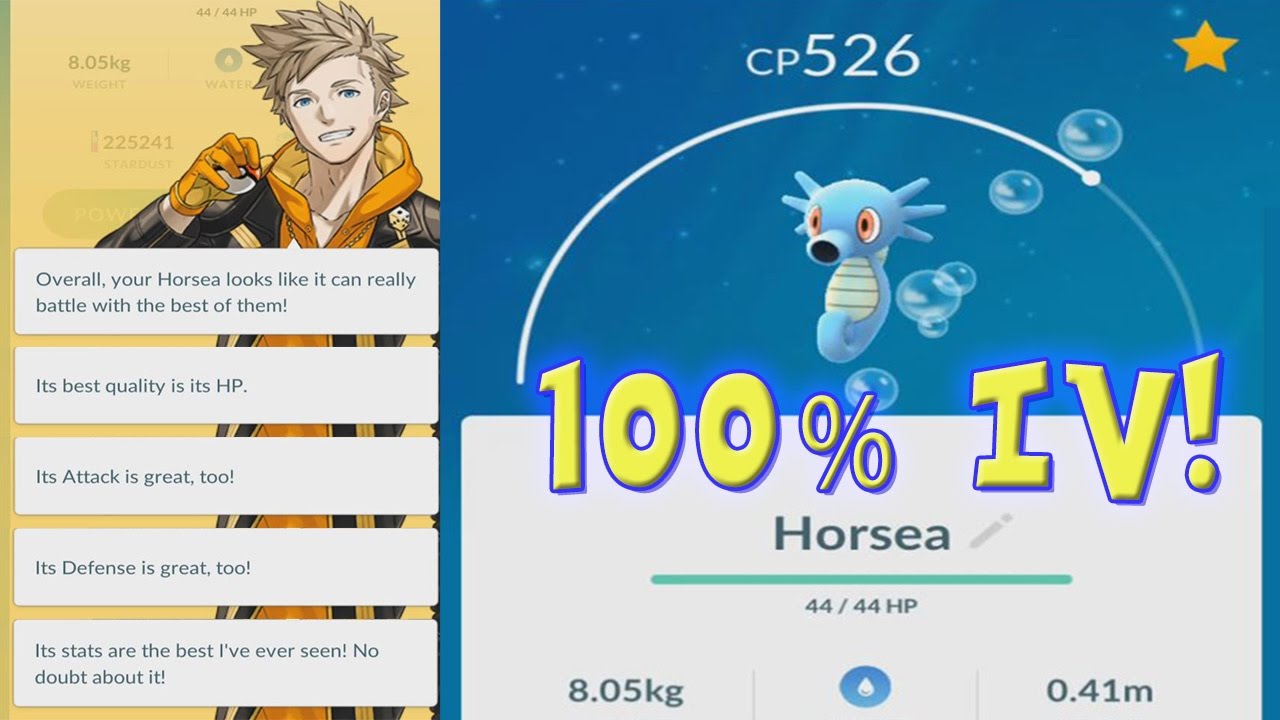 44 / 44 HP
8.05kg
WEIGHT
WATER
225241
STARDUST
POW
Overall, your Horsea looks like it can really
battle with the best of them!
Its best quality is its HP.
Its Attack is great, too!
Its Defense is great, too!
Its stats are the best I've ever seen! No
doubt about it!
CP526
100% IV!
Horsea
44 / 44 HP
8.05kg
0.41m